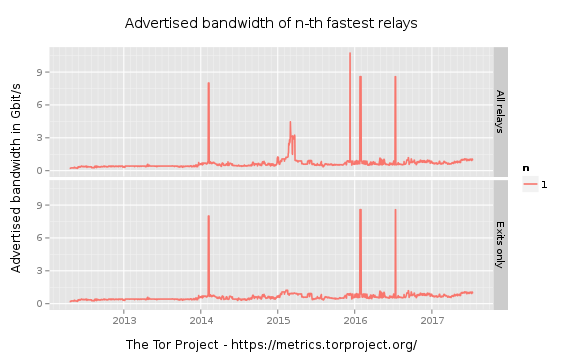 Advertised bandwidth of n-th fastest relays
Advertised bandwidth in Gbit/s
9
6
3
0
All relays
9
6
3
0
Exits only
n
1
2013 2014 2015 2016 2017
The Tor Project - https://metrics.torproject.org/